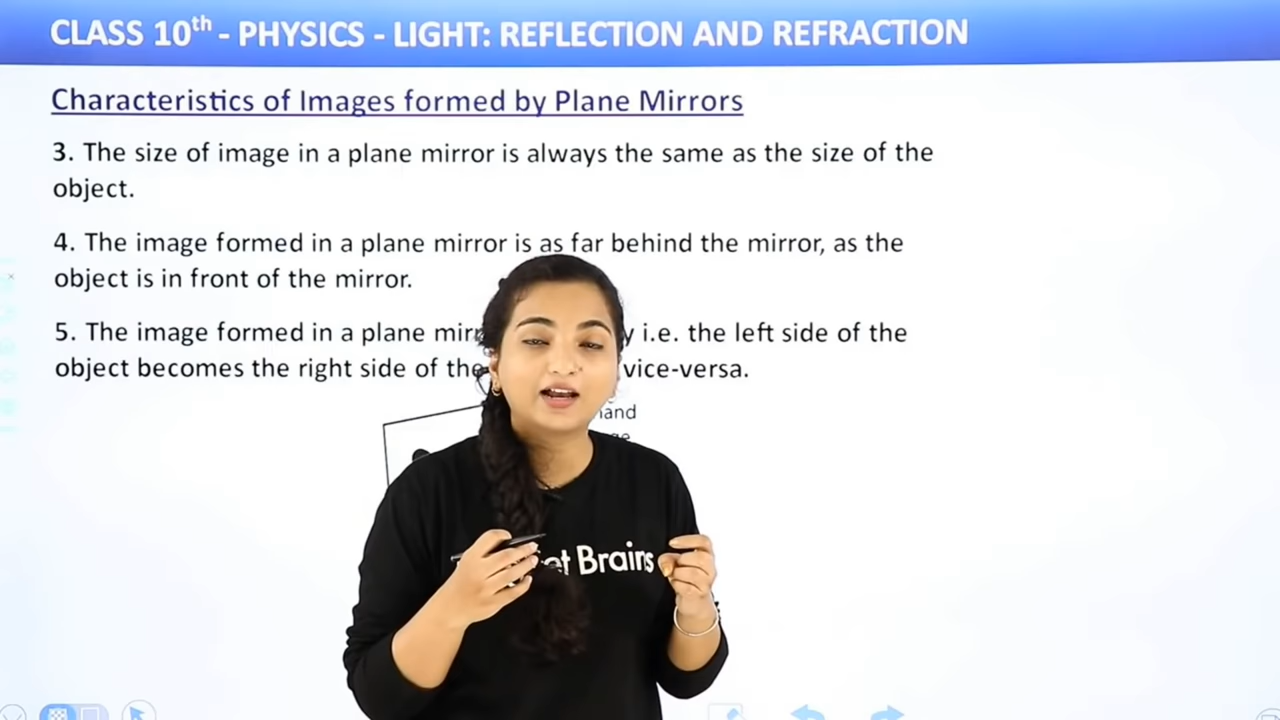 CLASS 10th - PHYSICS - LIGHT: REFLECTION AND REFRACTION
Characteristics of Images formed by Plane Mirrors
3. The size of image in a plane mirror is always the same as the size of the
object.
4. The image formed in a plane mirror is as far behind the mirror, as the
object is in front of the mirror.
5. The image formed in a plane i.e. the left side of the
object becomes the right side of the vice-versa.
Brains